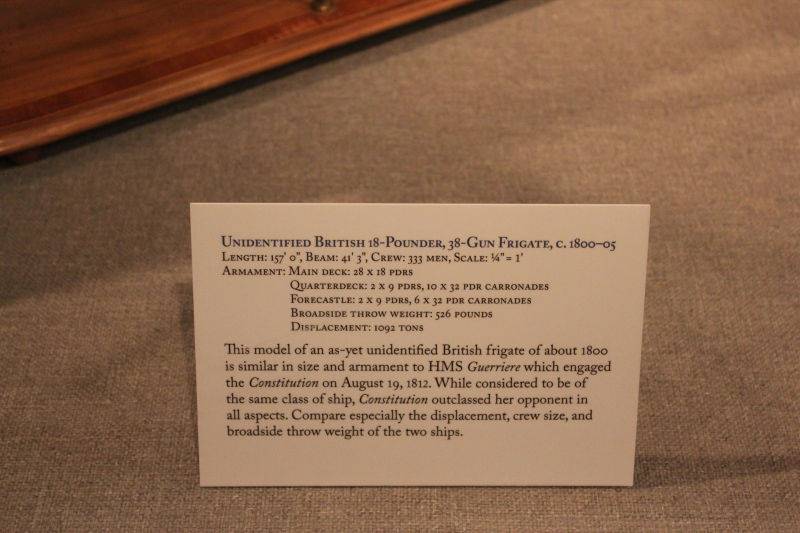 Unidentified British 18-Pounder, 38-Gun Frigate, c. 1800–05
Length: 157' 0", Beam: 41' 3", Crew: 333 men, Scale: ¼" = 1'
Armament: Main deck: 28 x 18 pdrs
Quarterdeck: 2 x 9 pdrs, 10 x 32 pdr carronades
Forecastle: 2 x 9 pdrs, 6 x 32 pdr carronades
Broadside throw weight: 526 pounds
Displacement: 1092 tons
This model of an as-yet unidentified British frigate of about 1800
is similar in size and armament to HMS Guerriere which engaged
the Constitution on August 19, 1812. While considered to be of
the same class of ship, Constitution outclassed her opponent in
all aspects. Compare especially the displacement, crew size, and
broadside throw weight of the two ships.